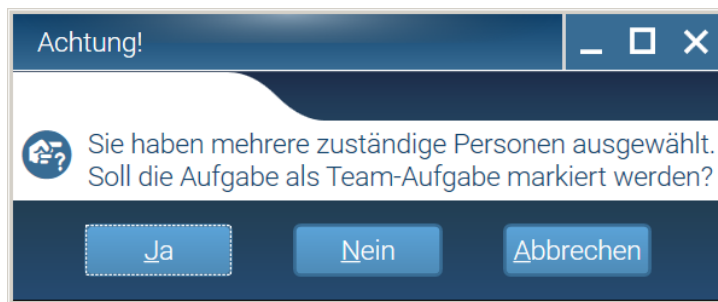 Achtung!
Sie haben mehrere zuständige Personen ausgewählt.
Soll die Aufgabe als Team-Aufgabe markiert werden?
Ja Nein Abbrechen